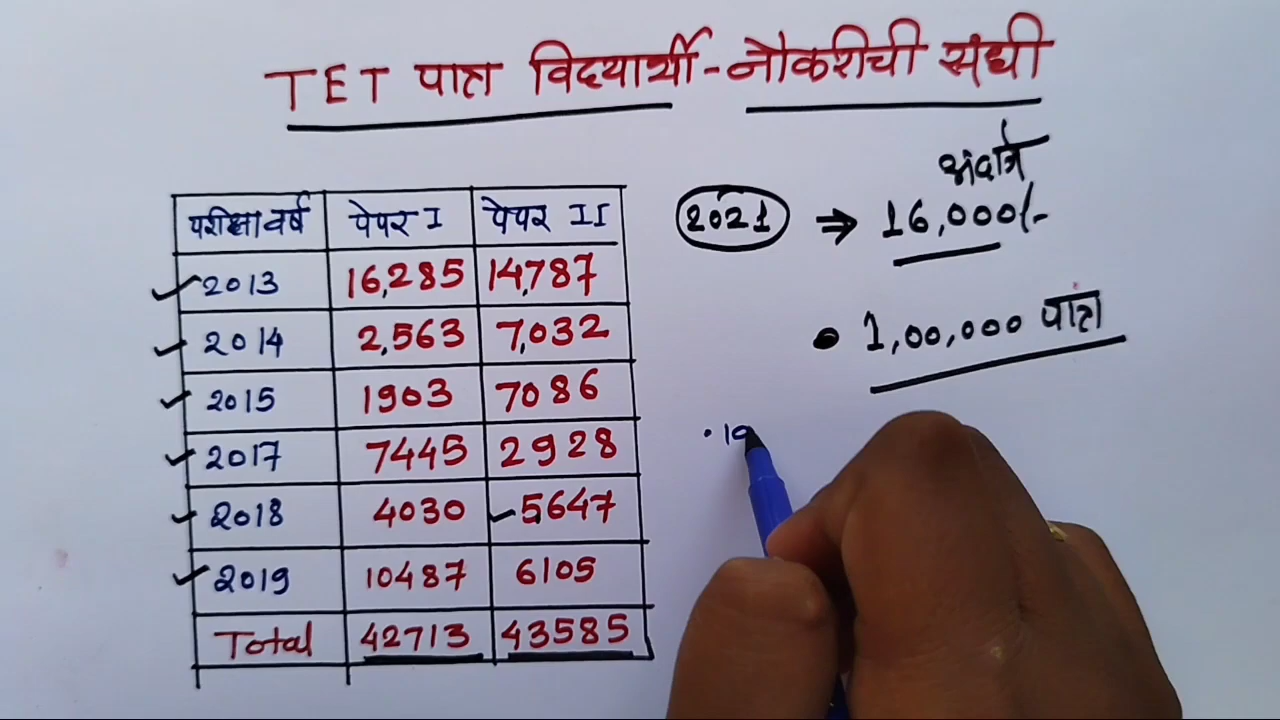 TET पात्र विद्यार्थी - नौकरीची संधी
परीक्षा वर्ष पेपर I पेपर II
2013 16,285 14,787
2014 2,563 7,032
2015 1903 7086
2017 7445 2928
2018 4030 5647
2019 10487 6105
Total 42713 43585
अंदाजे
2021 ⇒ 16,000/-
• 1,00,000 पात्र